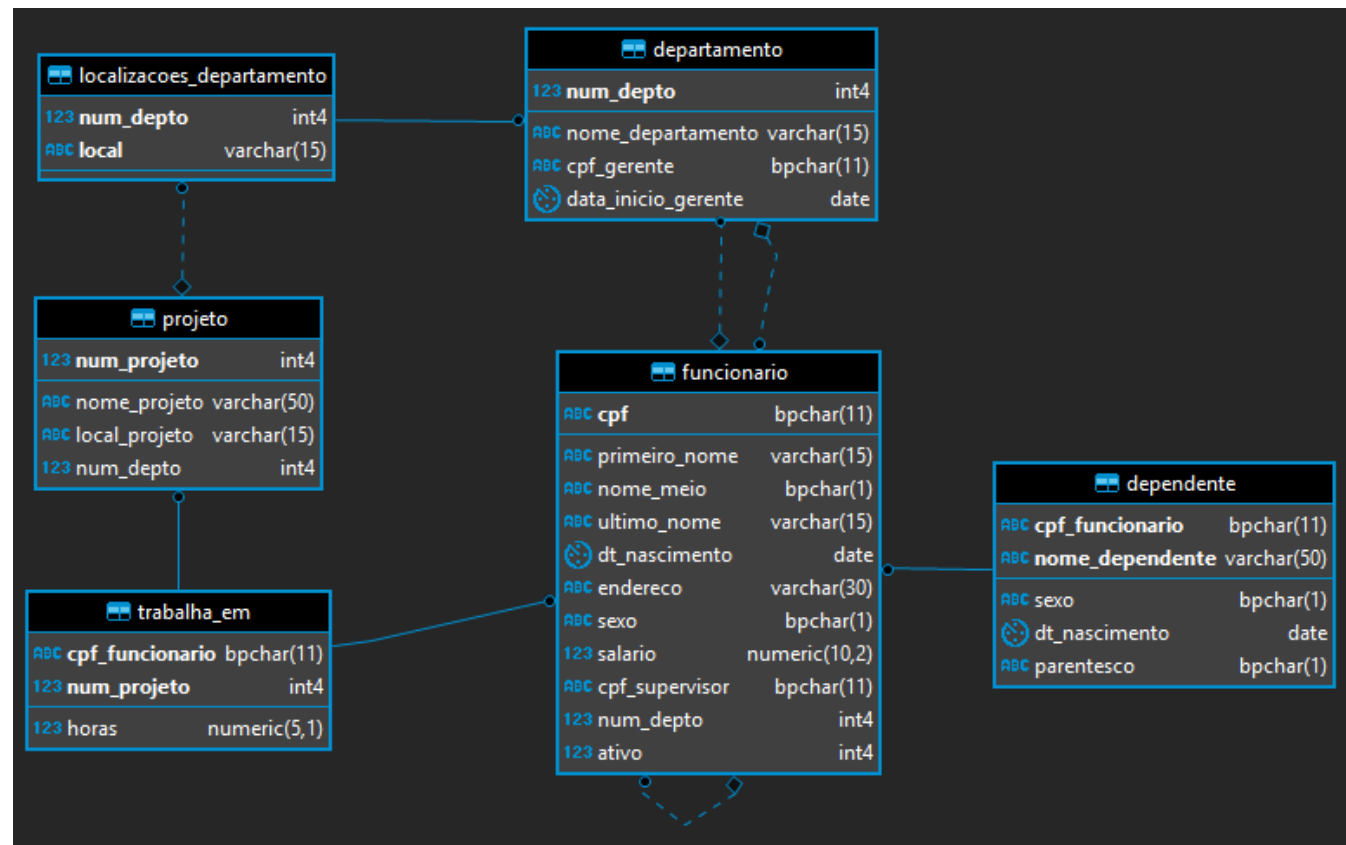 localizacoes_departamento
123 num_depto int4
ABC local varchar(15)
departamento
123 num_depto int4
ABC nome_departamento varchar(15)
ABC cpf_gerente bpchar(11)
data_inicio_gerente date
projeto
123 num_projeto int4
ABC nome_projeto varchar(50)
ABC local_projeto varchar(15)
123 num_depto int4
funcionario
ABC cpf bpchar(11)
ABC primeiro_nome varchar(15)
ABC nome_meio bpchar(1)
ABC ultimo_nome varchar(15)
dt_nascimento date
ABC endereco varchar(30)
ABC sexo bpchar(1)
123 salario numeric(10,2)
ABC cpf_supervisor bpchar(11)
123 num_depto int4
123 ativo int4
dependente
ABC cpf_funcionario bpchar(11)
ABC nome_dependente varchar(50)
ABC sexo bpchar(1)
dt_nascimento date
ABC parentesco bpchar(1)
trabalha_em
ABC cpf_funcionario bpchar(11)
123 num_projeto int4
123 horas numeric(5,1)